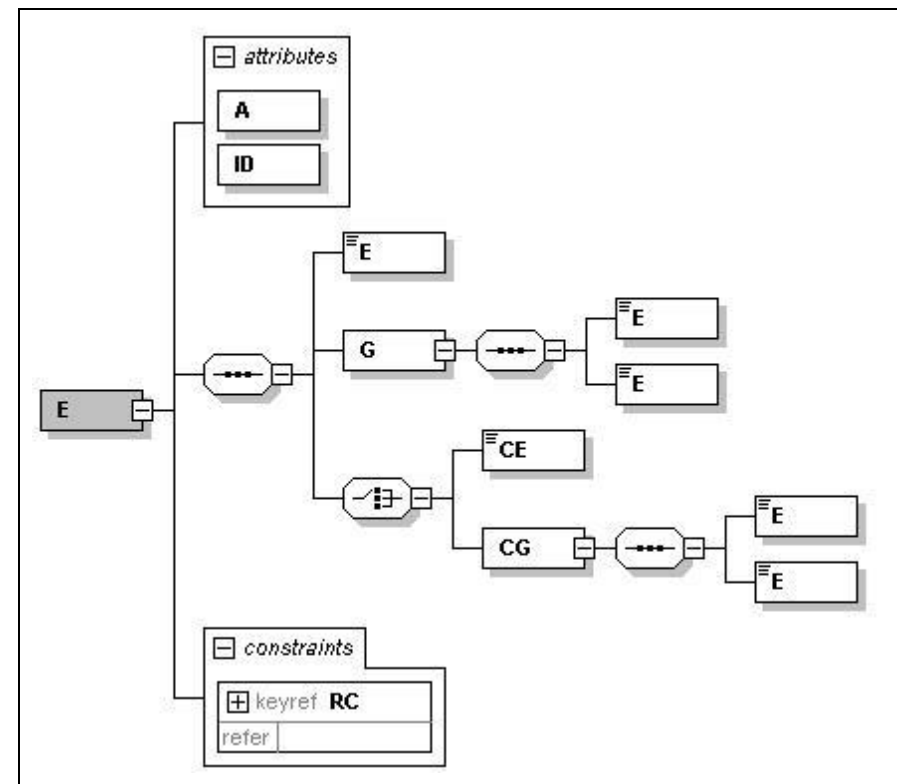 attributes
A
ID
E
G
E
E
E
CE
CG
E
E
constraints
keyref RC
refer